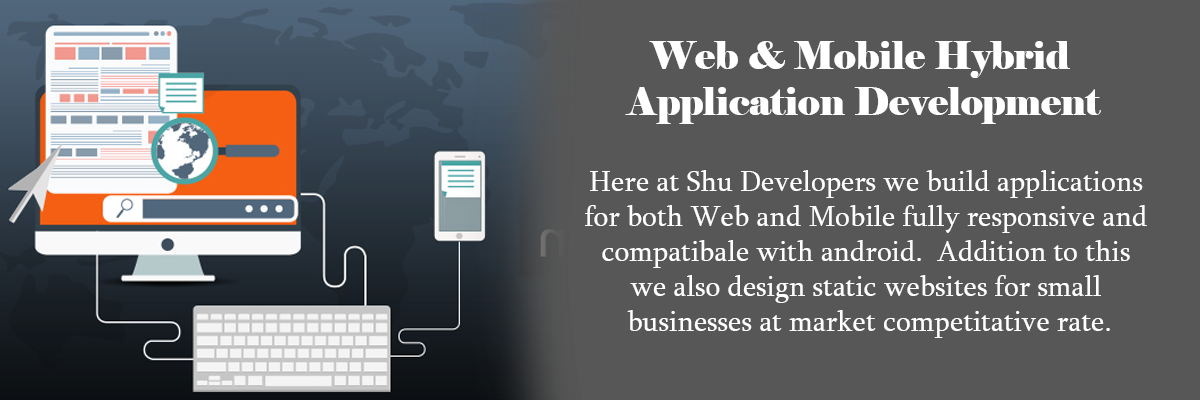 Web & Mobile Hybrid
Application Development
Here at Shu Developers we build applications
for both Web and Mobile fully responsive and
compatibale with android.  Addition to this
we also design static websites for small
businesses at market competitative rate.